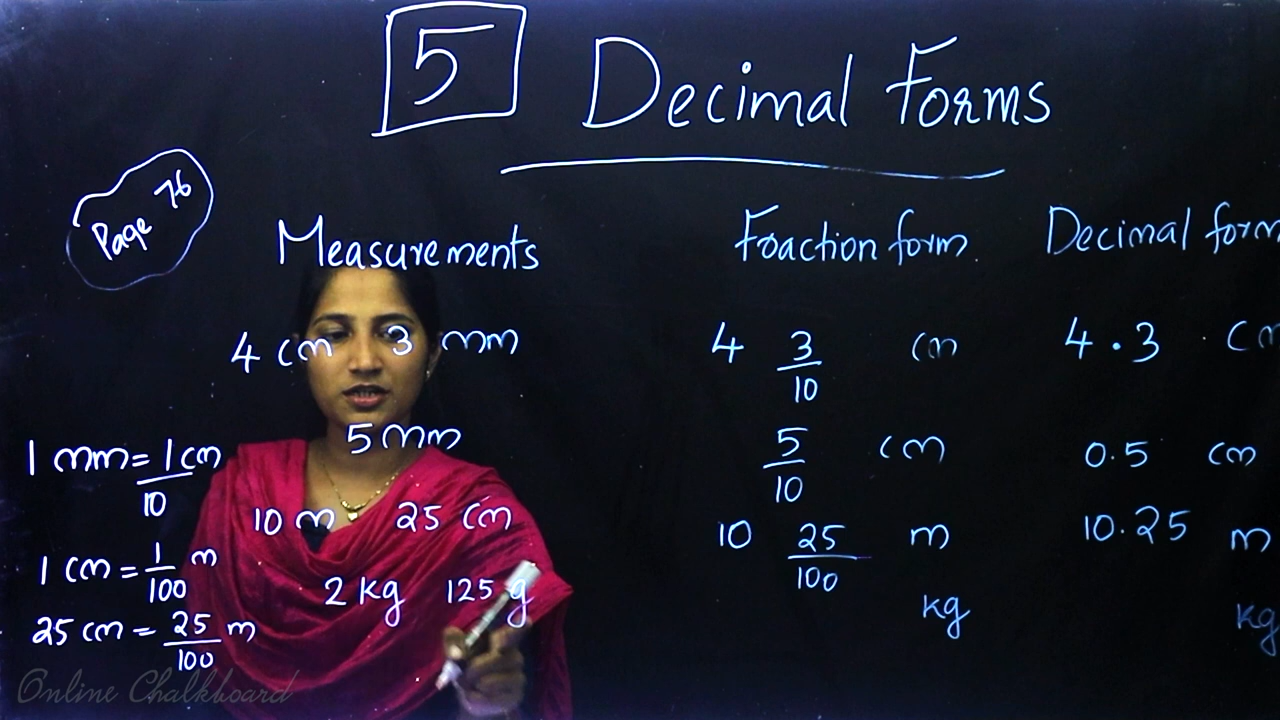 5 Decimal Forms
Page 76
Measurements Foaction form. Decimal form
4 cm 3 mm 4 3/10 cm 4.3 cm
5 mm 5/10 cm 0.5 cm
1 mm = 1/10 cm
10 m 25 cm 10 25/100 m 10.25 m
1 cm = 1/100 m
2 kg 125 g kg kg
25 cm = 25/100 m
Online Chalkboard